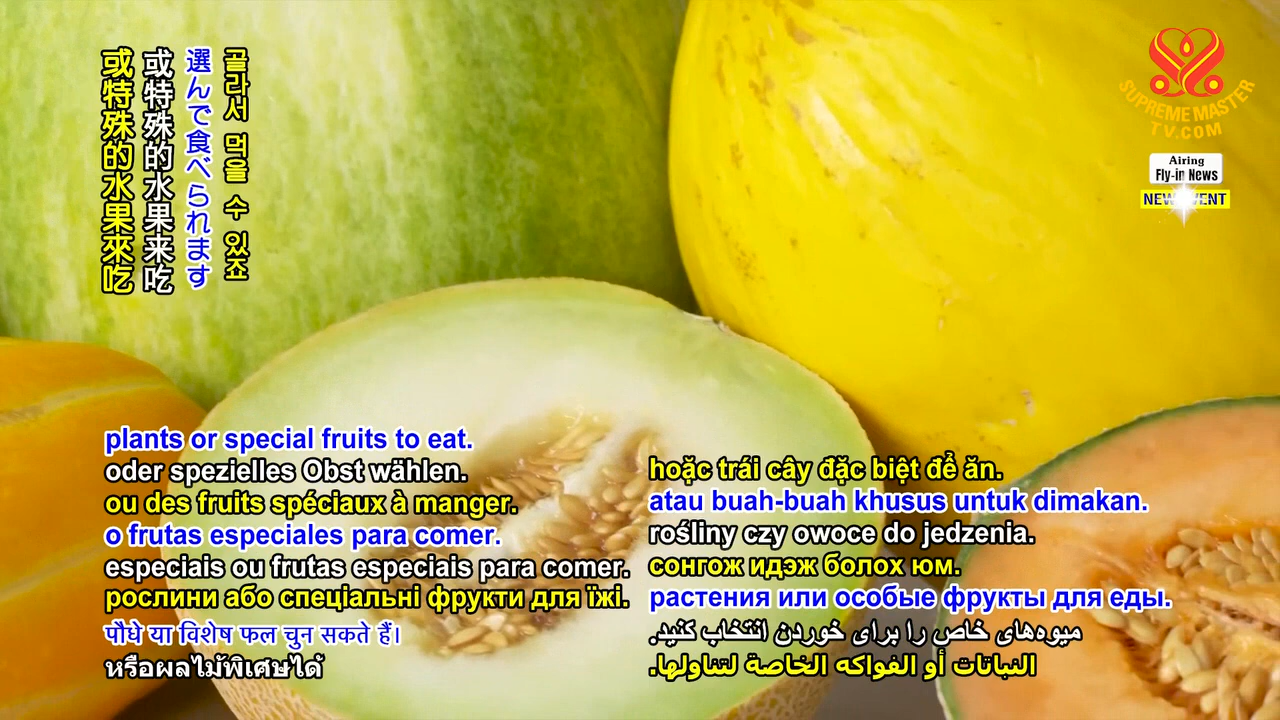 或特殊的水果來吃
或特殊的水果来吃
選んで食べられます
골라서 먹을 수 있죠
SUPREME MASTER
TV.COM
Airing
Fly-in News
plants or special fruits to eat.
oder spezielles Obst wählen.
ou des fruits spéciaux à manger.
o frutas especiales para comer.
especiais ou frutas especiais para comer.
рослини або спеціальні фрукти для їжі.
पौधे या विशेष फल चुन सकते हैं।
หรือผลไม้พิเศษได้
hoặc trái cây đặc biệt để ăn.
atau buah-buah khusus untuk dimakan.
rośliny czy owoce do jedzenia.
сонгож идэж болох юм.
растения или особые фрукты для еды.
میوه‌های خاص را برای خوردن انتخاب کنید.
النباتات أو الفواكه الخاصة لتناولها.